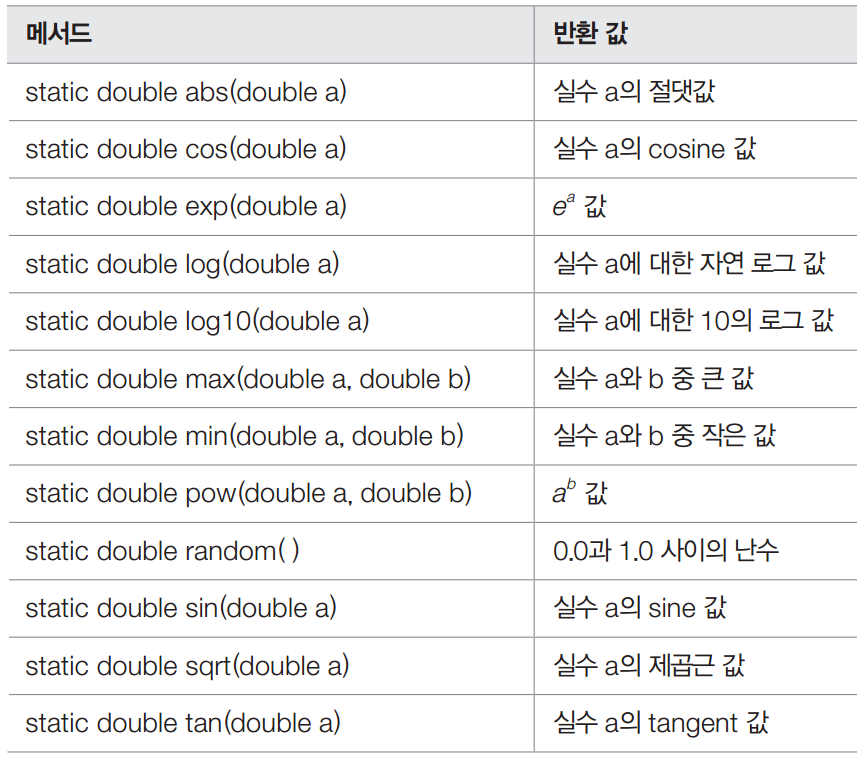 메서드 반환 값
static double abs(double a) 실수 a의 절댓값
static double cos(double a) 실수 a의 cosine 값
static double exp(double a) eᵃ 값
static double log(double a) 실수 a에 대한 자연 로그 값
static double log10(double a) 실수 a에 대한 10의 로그 값
static double max(double a, double b) 실수 a와 b 중 큰 값
static double min(double a, double b) 실수 a와 b 중 작은 값
static double pow(double a, double b) aᵇ 값
static double random( ) 0.0과 1.0 사이의 난수
static double sin(double a) 실수 a의 sine 값
static double sqrt(double a) 실수 a의 제곱근 값
static double tan(double a) 실수 a의 tangent 값